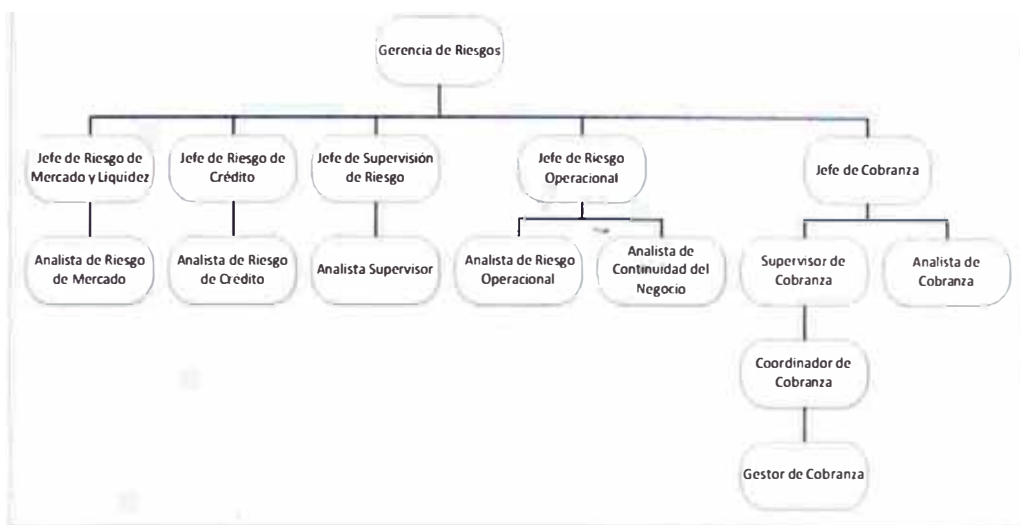 Gerencia de Riesgos
Jefe de Riesgo de
Mercado y Liquidez
Jefe de Riesgo de
Crédito
Jefe de Supervisión
de Riesgo
Jefe de Riesgo
Operacional
Jefe de Cobranza
Analista de Riesgo
de Mercado
Analista de Riesgo
de Crédito
Analista Supervisor
Analista de Riesgo
Operacional
Analista de
Continuidad del
Negocio
Supervisor de
Cobranza
Analista de
Cobranza
Coordinador de
Cobranza
Gestor de Cobranza